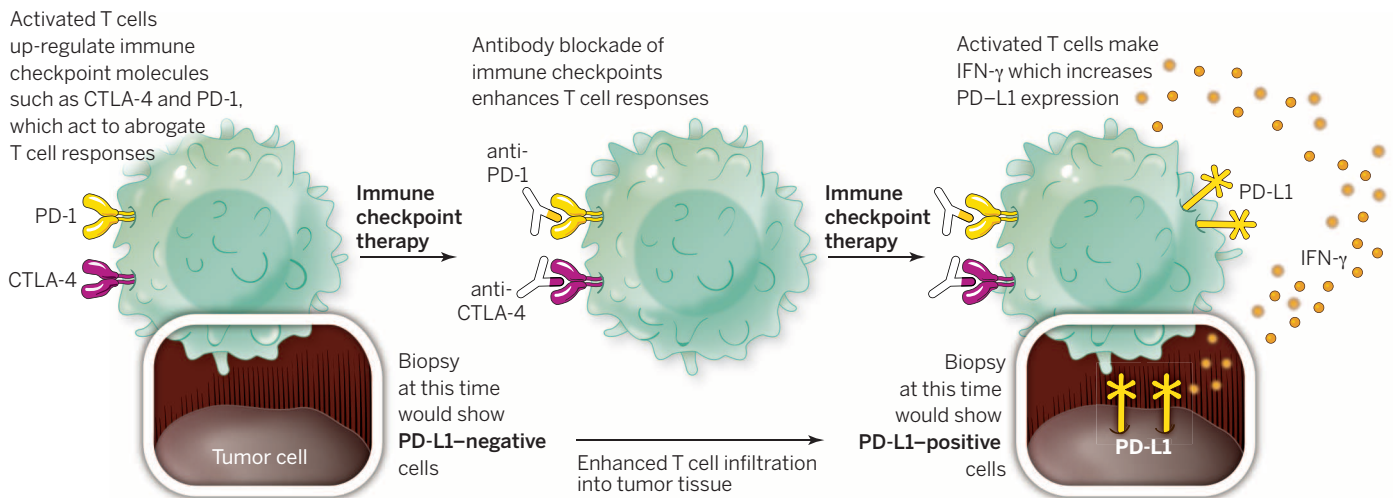 Activated T cells
up-regulate immune
checkpoint molecules
such as CTLA-4 and PD-1,
which act to abrogate
T cell responses
PD-1
CTLA-4
Tumor cell
Immune
checkpoint
therapy
Biopsy
at this time
would show
PD-L1–negative
cells
Antibody blockade of
immune checkpoints
enhances T cell responses
anti-
PD-1
anti-
CTLA-4
Enhanced T cell infiltration
into tumor tissue
Immune
checkpoint
therapy
Biopsy
at this time
would show
PD-L1–positive
cells
Activated T cells make
IFN-γ which increases
PD–L1 expression
PD-L1
IFN-γ
PD-L1